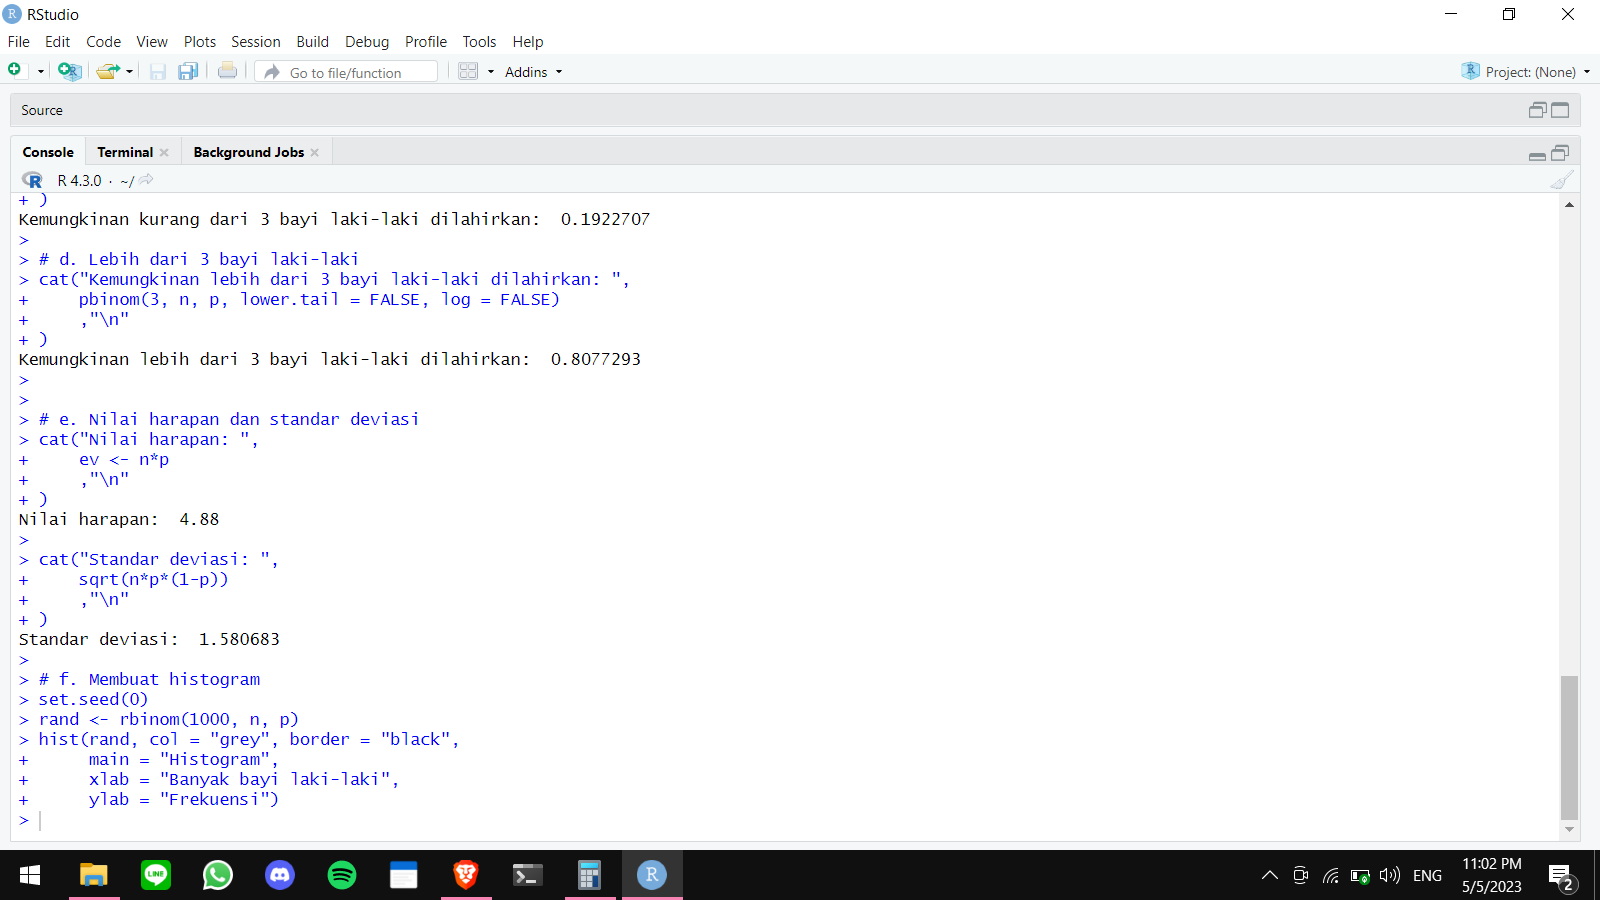 RStudio
File Edit Code View Plots Session Build Debug Profile Tools Help
Go to file/function Addins Project: (None)
Source
Console Terminal Background Jobs
R 4.3.0 · ~/
+ )
Kemungkinan kurang dari 3 bayi laki-laki dilahirkan:  0.1922707
>
> # d. Lebih dari 3 bayi laki-laki
> cat("Kemungkinan lebih dari 3 bayi laki-laki dilahirkan: ",
+     pbinom(3, n, p, lower.tail = FALSE, log = FALSE)
+     ,"\n"
+ )
Kemungkinan lebih dari 3 bayi laki-laki dilahirkan:  0.8077293
>
>
> # e. Nilai harapan dan standar deviasi
> cat("Nilai harapan: ",
+     ev <- n*p
+     ,"\n"
+ )
Nilai harapan:  4.88
>
> cat("Standar deviasi: ",
+     sqrt(n*p*(1-p))
+     ,"\n"
+ )
Standar deviasi:  1.580683
>
> # f. Membuat histogram
> set.seed(0)
> rand <- rbinom(1000, n, p)
> hist(rand, col = "grey", border = "black",
+      main = "Histogram",
+      xlab = "Banyak bayi laki-laki",
+      ylab = "Frekuensi")
>
LINE
R
ENG
11:02 PM
5/5/2023
2